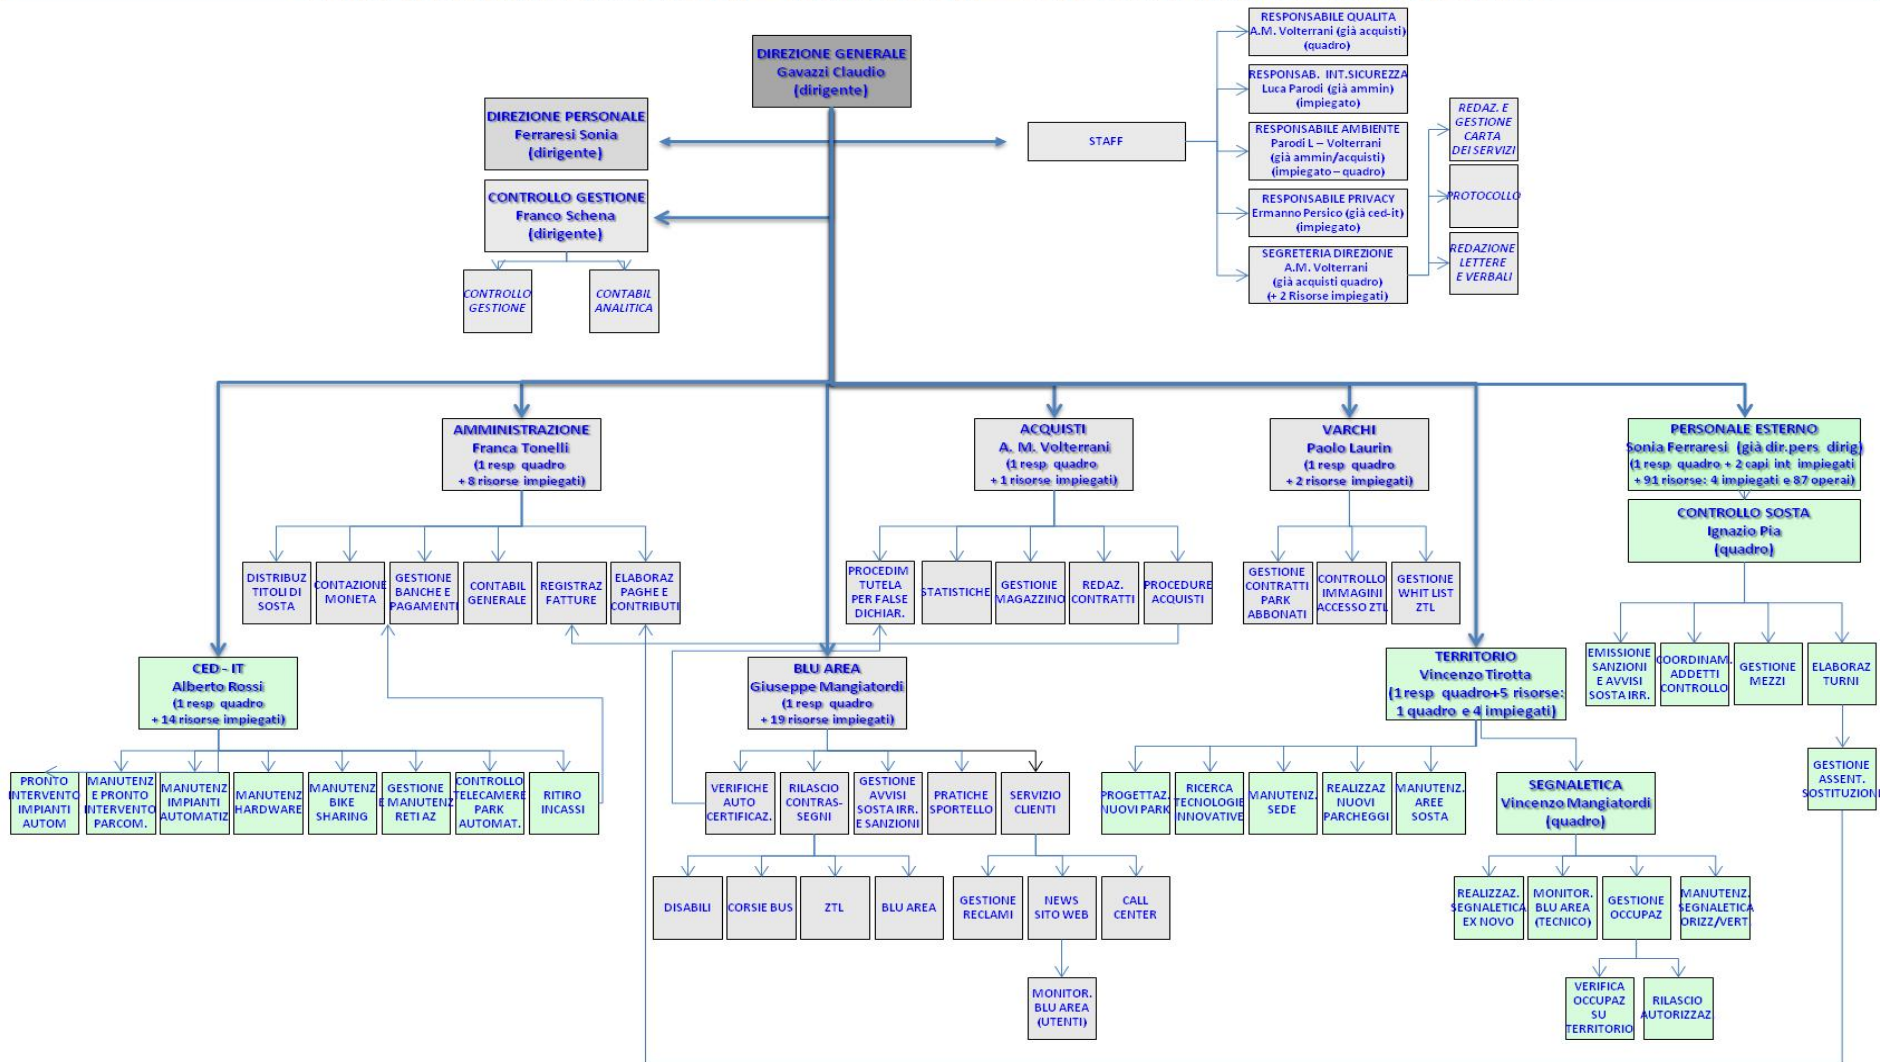 DIREZIONE GENERALE
Gavazzi Claudio
(dirigente)
DIREZIONE PERSONALE
Ferraresi Sonia
(dirigente)
CONTROLLO GESTIONE
Franco Schena
(dirigente)
CONTROLLO
GESTIONE
CONTABIL
ANALITICA
STAFF
RESPONSABILE QUALITA
A.M. Volterrani (già acquisti)
(quadro)
RESPONSAB. INT.SICUREZZA
Luca Parodi (già ammin)
(impiegato)
RESPONSABILE AMBIENTE
Parodi L – Volterrani
(già ammin/acquisti)
(impiegato – quadro)
RESPONSABILE PRIVACY
Ermanno Persico (già ced-it)
(impiegato)
SEGRETERIA DIREZIONE
A.M. Volterrani
(già acquisti quadro)
(+ 2 Risorse impiegati)
REDAZ. E
GESTIONE
CARTA
DEI SERVIZI
PROTOCOLLO
REDAZIONE
LETTERE
E VERBALI
AMMINISTRAZIONE
Franca Tonelli
(1 resp quadro
+ 8 risorse impiegati)
ACQUISTI
A. M. Volterrani
(1 resp quadro
+ 1 risorse impiegati)
VARCHI
Paolo Laurin
(1 resp quadro
+ 2 risorse impiegati)
PERSONALE ESTERNO
Sonia Ferraresi (già dir.pers dirig)
(1 resp quadro + 2 capi int impiegati
+ 91 risorse: 4 impiegati e 87 operai)
CONTROLLO SOSTA
Ignazio Pia
(quadro)
DISTRIBUZ
TITOLI DI
SOSTA
CONTAZIONE
MONETA
GESTIONE
BANCHE E
PAGAMENTI
CONTABIL
GENERALE
REGISTRAZ
FATTURE
ELABORAZ
PAGHE E
CONTRIBUTI
PROCEDIM
TUTELA
PER FALSE
DICHIAR.
STATISTICHE
GESTIONE
MAGAZZINO
REDAZ.
CONTRATTI
PROCEDURE
ACQUISTI
GESTIONE
CONTRATTI
PARK
ABBONATI
CONTROLLO
IMMAGINI
ACCESSO ZTL
GESTIONE
WHIT LIST
ZTL
EMISSIONE
SANZIONI
E AVVISI
SOSTA IRR.
COORDINAM.
ADDETTI
CONTROLLO
GESTIONE
MEZZI
ELABORAZ
TURNI
GESTIONE
ASSENT.
SOSTITUZIONI
CED - IT
Alberto Rossi
(1 resp quadro
+ 14 risorse impiegati)
BLU AREA
Giuseppe Mangiatordi
(1 resp quadro
+ 19 risorse impiegati)
TERRITORIO
Vincenzo Tirotta
(1 resp quadro+5 risorse:
1 quadro e 4 impiegati)
PRONTO
INTERVENTO
IMPIANTI
AUTOM
MANUTENZ
E PRONTO
INTERVENTO
PARCOM.
MANUTENZ
IMPIANTI
AUTOMATIZ
MANUTENZ
HARDWARE
MANUTENZ
BIKE
SHARING
GESTIONE
E MANUTENZ
RETI AZ
CONTROLLO
TELECAMERE
PARK
AUTOMAT.
RITIRO
INCASSI
VERIFICHE
AUTO
CERTIFICAZ.
RILASCIO
CONTRAS-
SEGNI
GESTIONE
AVVISI
SOSTA IRR.
E SANZIONI
PRATICHE
SPORTELLO
SERVIZIO
CLIENTI
PROGETTAZ.
NUOVI PARK
RICERCA
TECNOLOGIE
INNOVATIVE
MANUTENZ.
SEDE
REALIZZAZ
NUOVI
PARCHEGGI
MANUTENZ.
AREE
SOSTA
SEGNALETICA
Vincenzo Mangiatordi
(quadro)
DISABILI
CORSIE BUS
ZTL
BLU AREA
GESTIONE
RECLAMI
NEWS
SITO WEB
CALL
CENTER
REALIZZAZ.
SEGNALETICA
EX NOVO
MONITOR.
BLU AREA
(TECNICO)
GESTIONE
OCCUPAZ
MANUTENZ.
SEGNALETICA
ORIZZ/VERT.
MONITOR.
BLU AREA
(UTENTI)
VERIFICA
OCCUPAZ
SU
TERRITORIO
RILASCIO
AUTORIZZAZ.